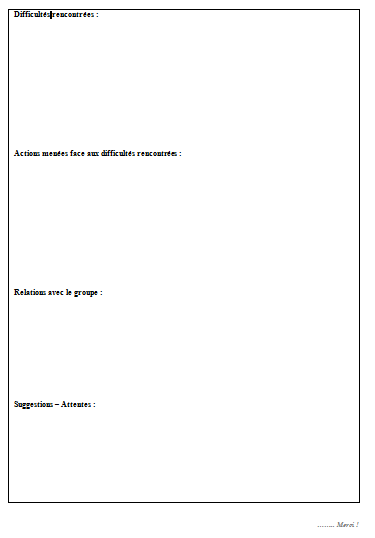 Difficultés rencontrées :
Actions menées face aux difficultés rencontrées :
Relations avec le groupe :
Suggestions – Attentes :
........ Merci !